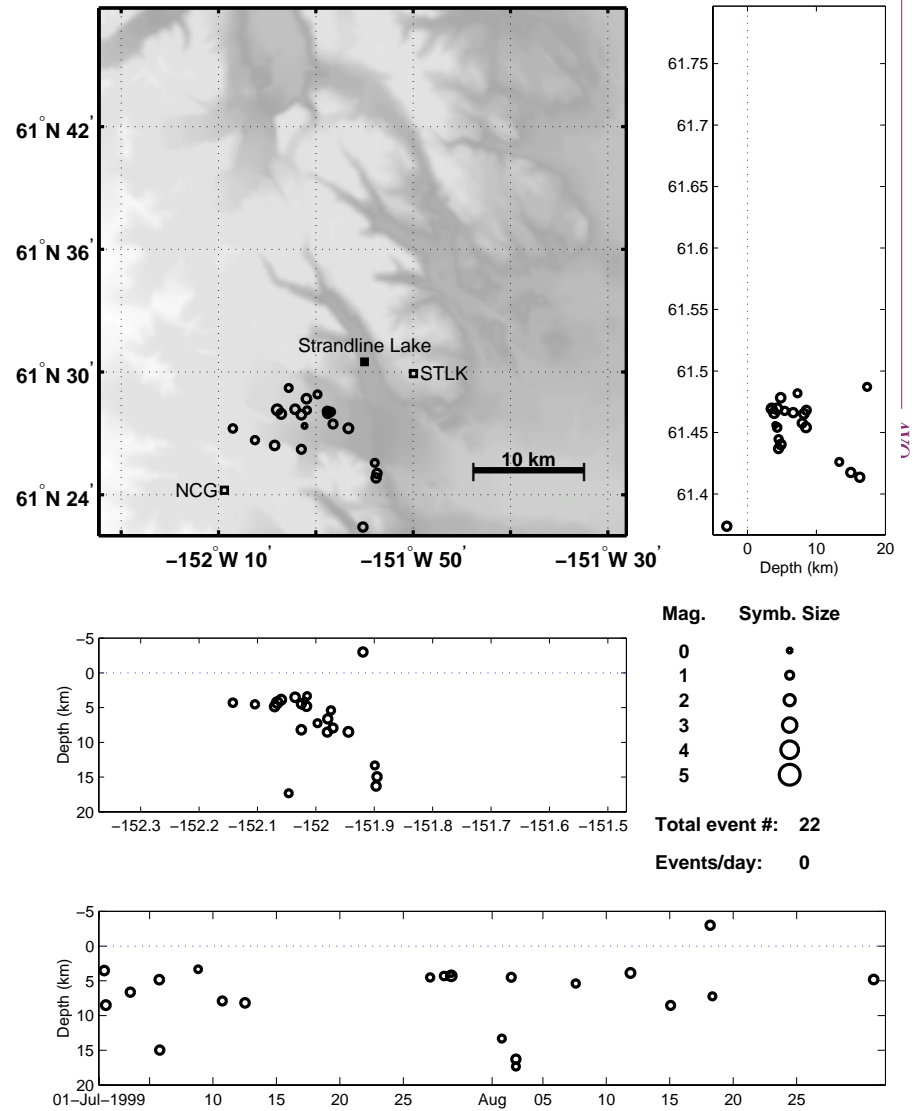 61°N 42'
61°N 36'
61°N 30'
61°N 24'
Strandline Lake
STLK
NCG
10 km
−152°W 10'
−151°W 50'
−151°W 30'
61.75
61.7
61.65
61.6
61.55
61.5
61.45
61.4
0 10 20
Depth (km)
AVO
−5
0
5
10
15
20
Depth (km)
−152.3 −152.2 −152.1 −152 −151.9 −151.8 −151.7 −151.6 −151.5
Mag. Symb. Size
0
1
2
3
4
5
Total event #: 22
Events/day: 0
−5
0
5
10
15
20
Depth (km)
01−Jul−1999 10 15 20 25 Aug 05 10 15 20 25